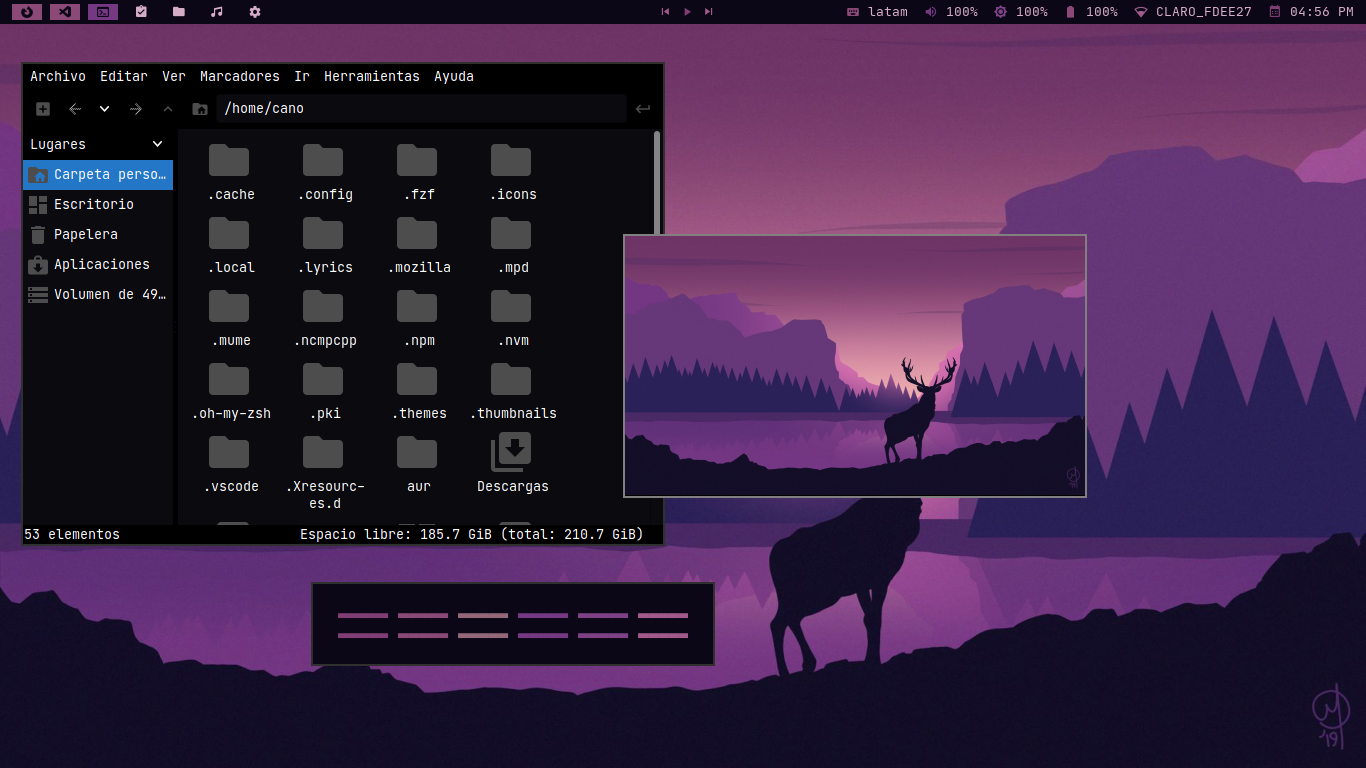 latam 100% 100% 100% CLARO_FDEE27 04:56 PM
Archivo Editar Ver Marcadores Ir Herramientas Ayuda
/home/cano
Lugares
Carpeta perso…
Escritorio
Papelera
Aplicaciones
Volumen de 49…
.cache .config .fzf .icons
.local .lyrics .mozilla .mpd
.mume .ncmpcpp .npm .nvm
.oh-my-zsh .pki .themes .thumbnails
.vscode .Xresourc- aur Descargas
es.d
53 elementos Espacio libre: 185.7 GiB (total: 210.7 GiB)
'19